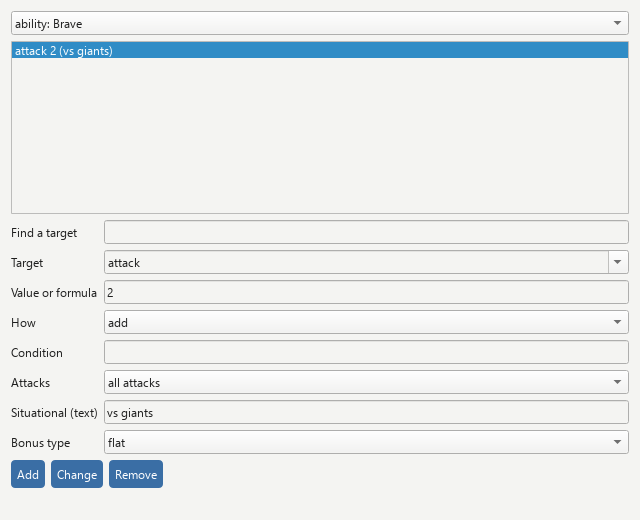 ability: Brave
attack 2 (vs giants)
Find a target
Target attack
Value or formula 2
How add
Condition
Attacks all attacks
Situational (text) vs giants
Bonus type flat
Add Change Remove